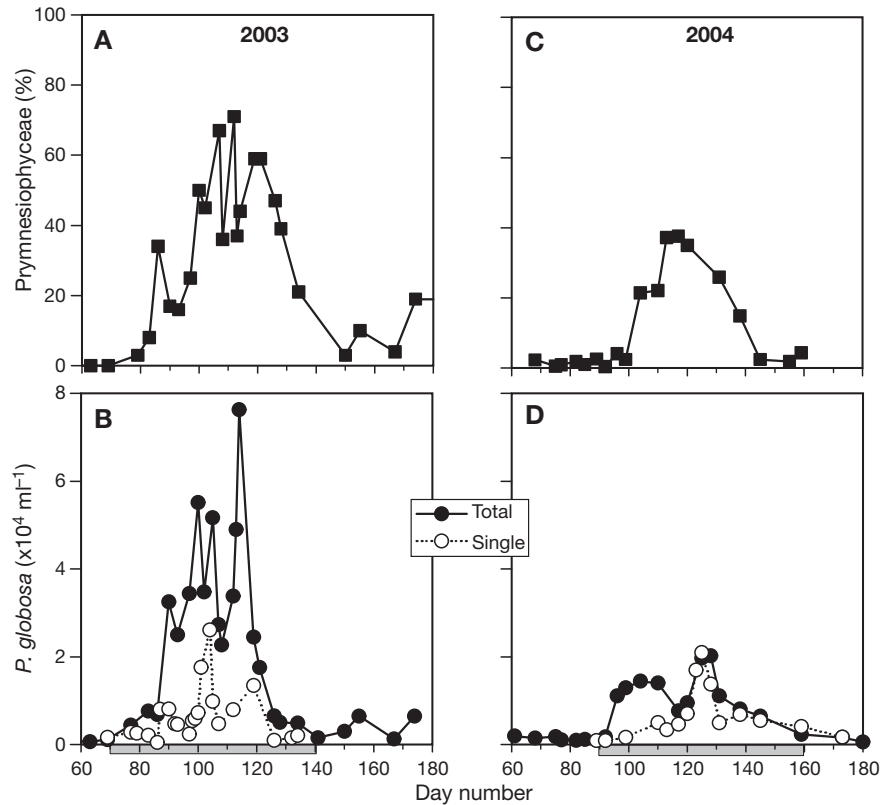 A
2003
C
2004
Prymnesiophyceae (%)
100
80
60
40
20
0
B
D
P. globosa (x10⁴ ml⁻¹)
8
6
4
2
0
Total
Single
60 80 100 120 140 160 180
60 80 100 120 140 160 180
Day number